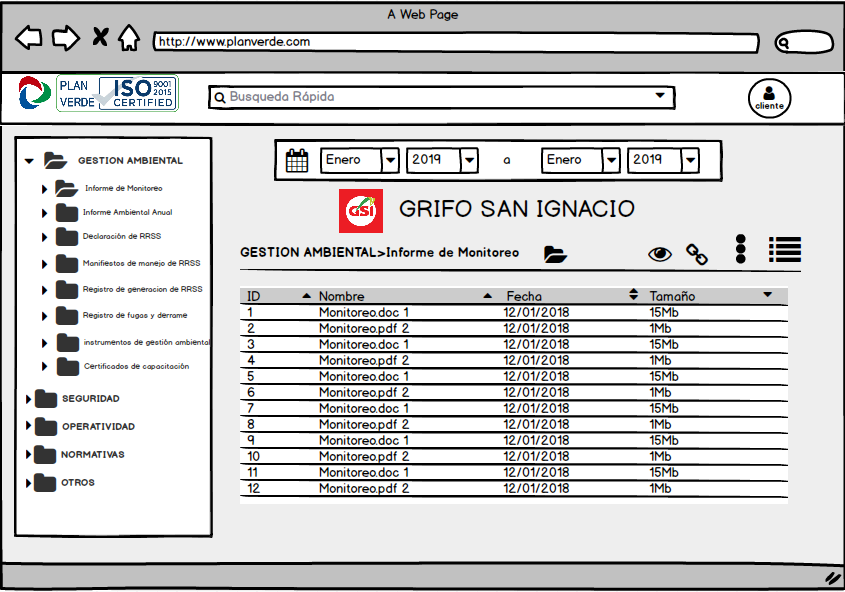 A Web Page
http://www.planverde.com
PLAN
VERDE
ISO 9001 2015
CERTIFIED
Busqueda Rápida
cliente
GESTION AMBIENTAL
Informe de Monitoreo
Informe Ambiental Anual
Declaración de RRSS
Manifiestos de manejo de RRSS
Registro de generacion de RRSS
Registro de fugas y derrame
instrumentos de gestión ambiental
Certificados de capacitación
SEGURIDAD
OPERATIVIDAD
NORMATIVAS
OTROS
Enero 2019 a Enero 2019
GSI
GRIFO SAN IGNACIO
GESTION AMBIENTAL>Informe de Monitoreo
ID Nombre Fecha Tamaño
1 Monitoreo.doc 1 12/01/2018 15Mb
2 Monitoreo.pdf 2 12/01/2018 1Mb
3 Monitoreo.doc 1 12/01/2018 15Mb
4 Monitoreo.pdf 2 12/01/2018 1Mb
5 Monitoreo.doc 1 12/01/2018 15Mb
6 Monitoreo.pdf 2 12/01/2018 1Mb
7 Monitoreo.doc 1 12/01/2018 15Mb
8 Monitoreo.pdf 2 12/01/2018 1Mb
9 Monitoreo.doc 1 12/01/2018 15Mb
10 Monitoreo.pdf 2 12/01/2018 1Mb
11 Monitoreo.doc 1 12/01/2018 15Mb
12 Monitoreo.pdf 2 12/01/2018 1Mb